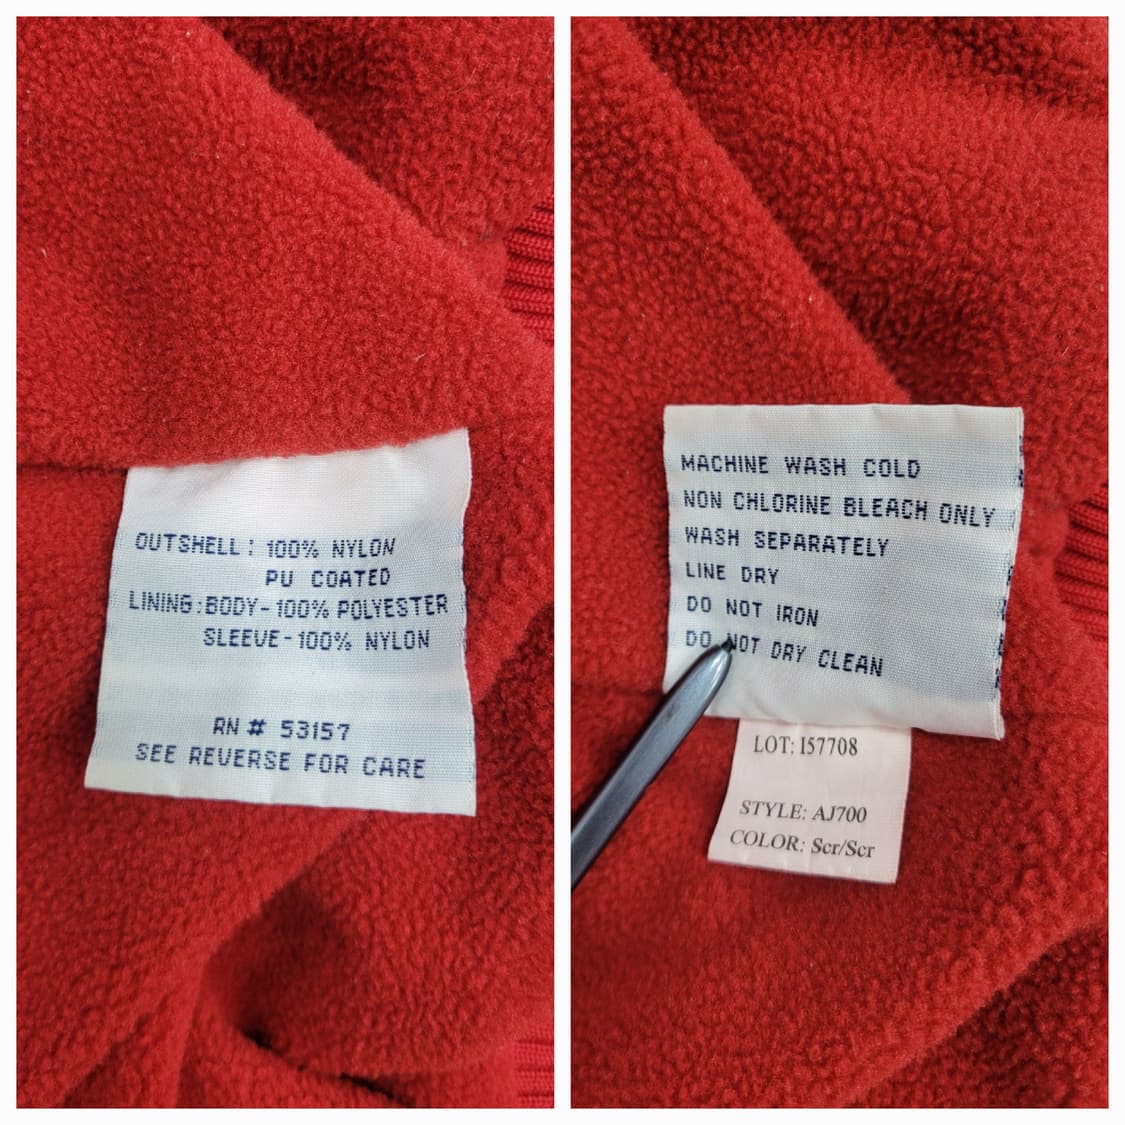 OUTSHELL: 100% NYLON
PU COATED
LINING:BODY-100% POLYESTER
SLEEVE-100% NYLON
RN # 53157
SEE REVERSE FOR CARE
MACHINE WASH COLD
NON CHLORINE BLEACH ONLY
WASH SEPARATELY
LINE DRY
DO NOT IRON
DO NOT DRY CLEAN
LOT: I57708
STYLE: AJ700
COLOR: Scr/Scr